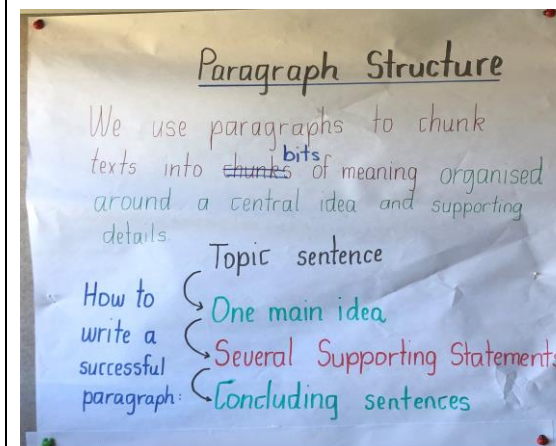 Paragraph Structure
We use paragraphs to chunk
texts into chunks bits of meaning organised
around a central idea and supporting
details.
Topic sentence
How to write a successful paragraph:
One main idea
Several Supporting Statements
Concluding sentences